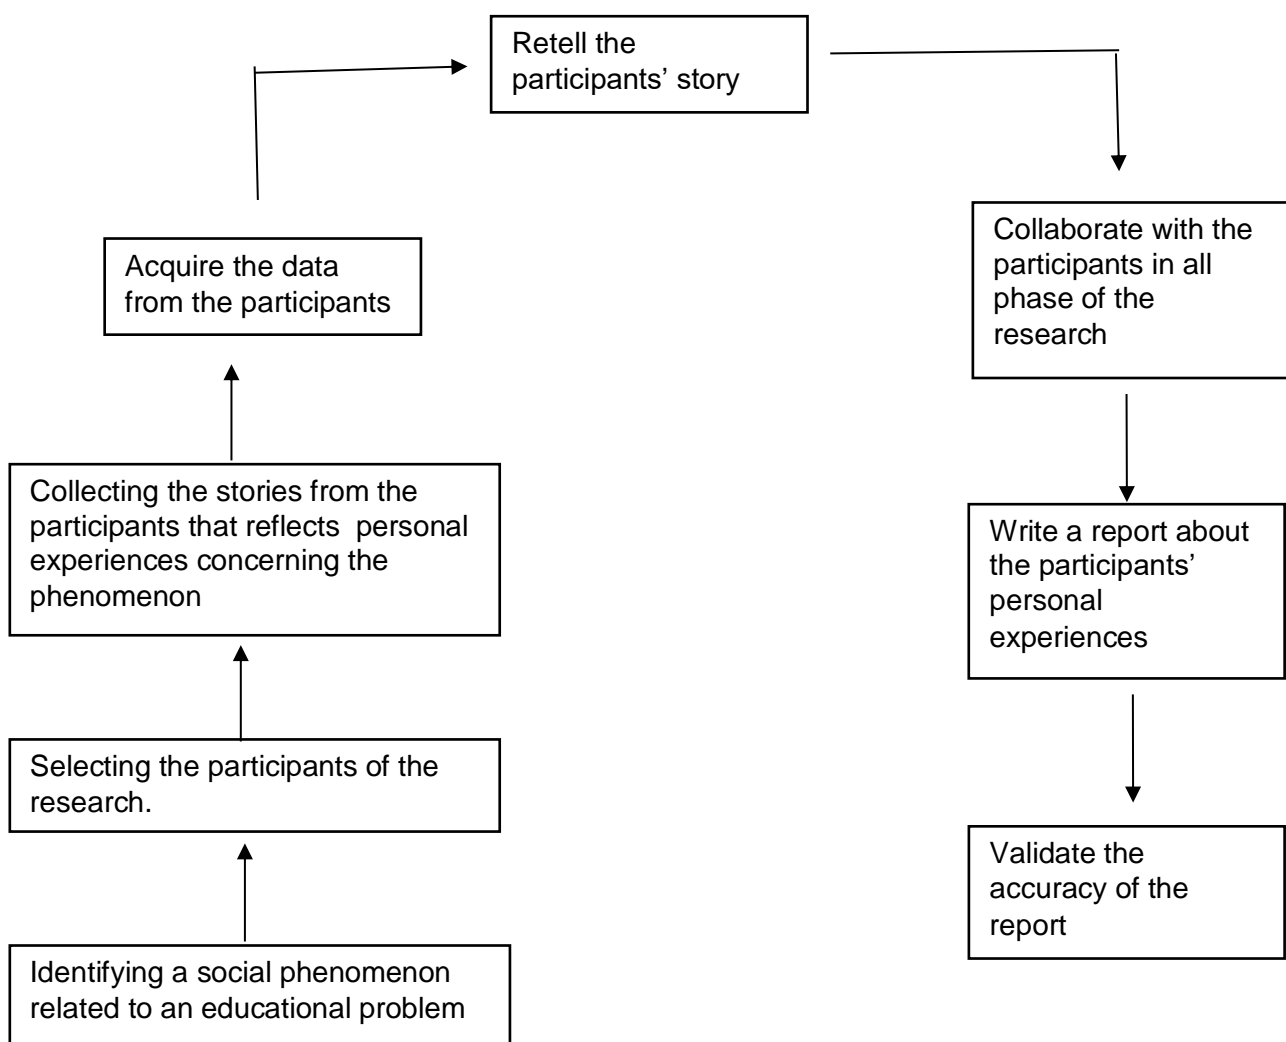 Retell the
participants’ story
Collaborate with the
participants in all
phase of the
research
Acquire the data
from the participants
Collecting the stories from the
participants that reflects  personal
experiences concerning the
phenomenon
Write a report about
the participants’
personal
experiences
Selecting the participants of the
research.
Validate the
accuracy of the
report
Identifying a social phenomenon
related to an educational problem